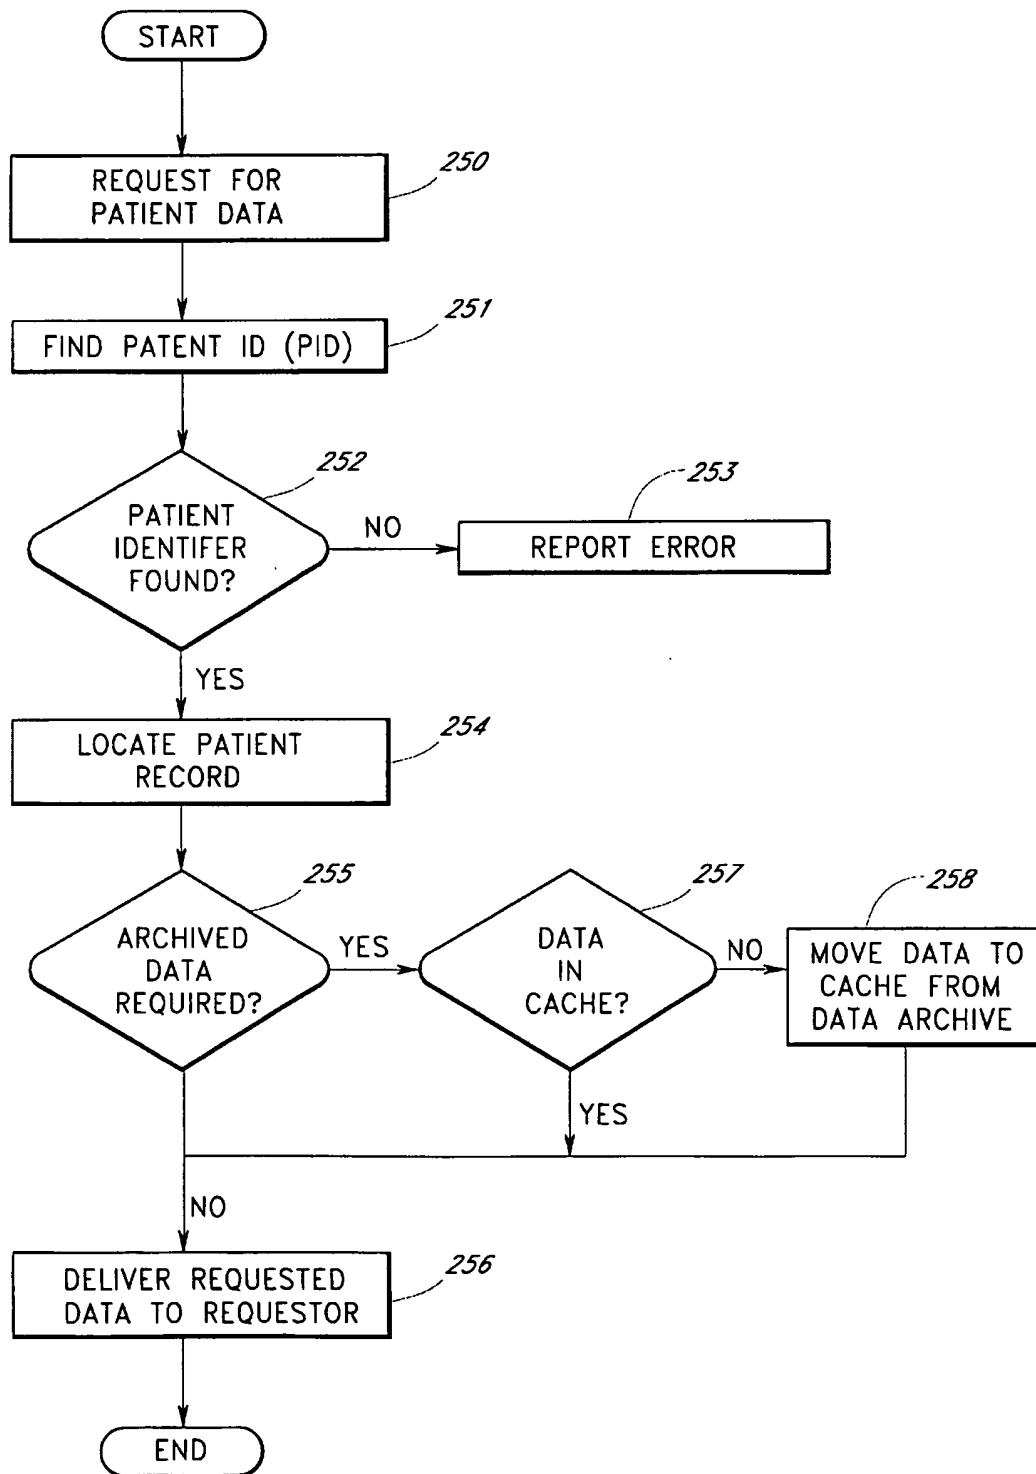 START
250
REQUEST FOR
PATIENT DATA
251
FIND PATENT ID (PID)
252
PATIENT
IDENTIFER
FOUND?
NO
253
REPORT ERROR
YES
254
LOCATE PATIENT
RECORD
255
ARCHIVED
DATA
REQUIRED?
YES
257
DATA
IN
CACHE?
NO
258
MOVE DATA TO
CACHE FROM
DATA ARCHIVE
YES
NO
256
DELIVER REQUESTED
DATA TO REQUESTOR
END